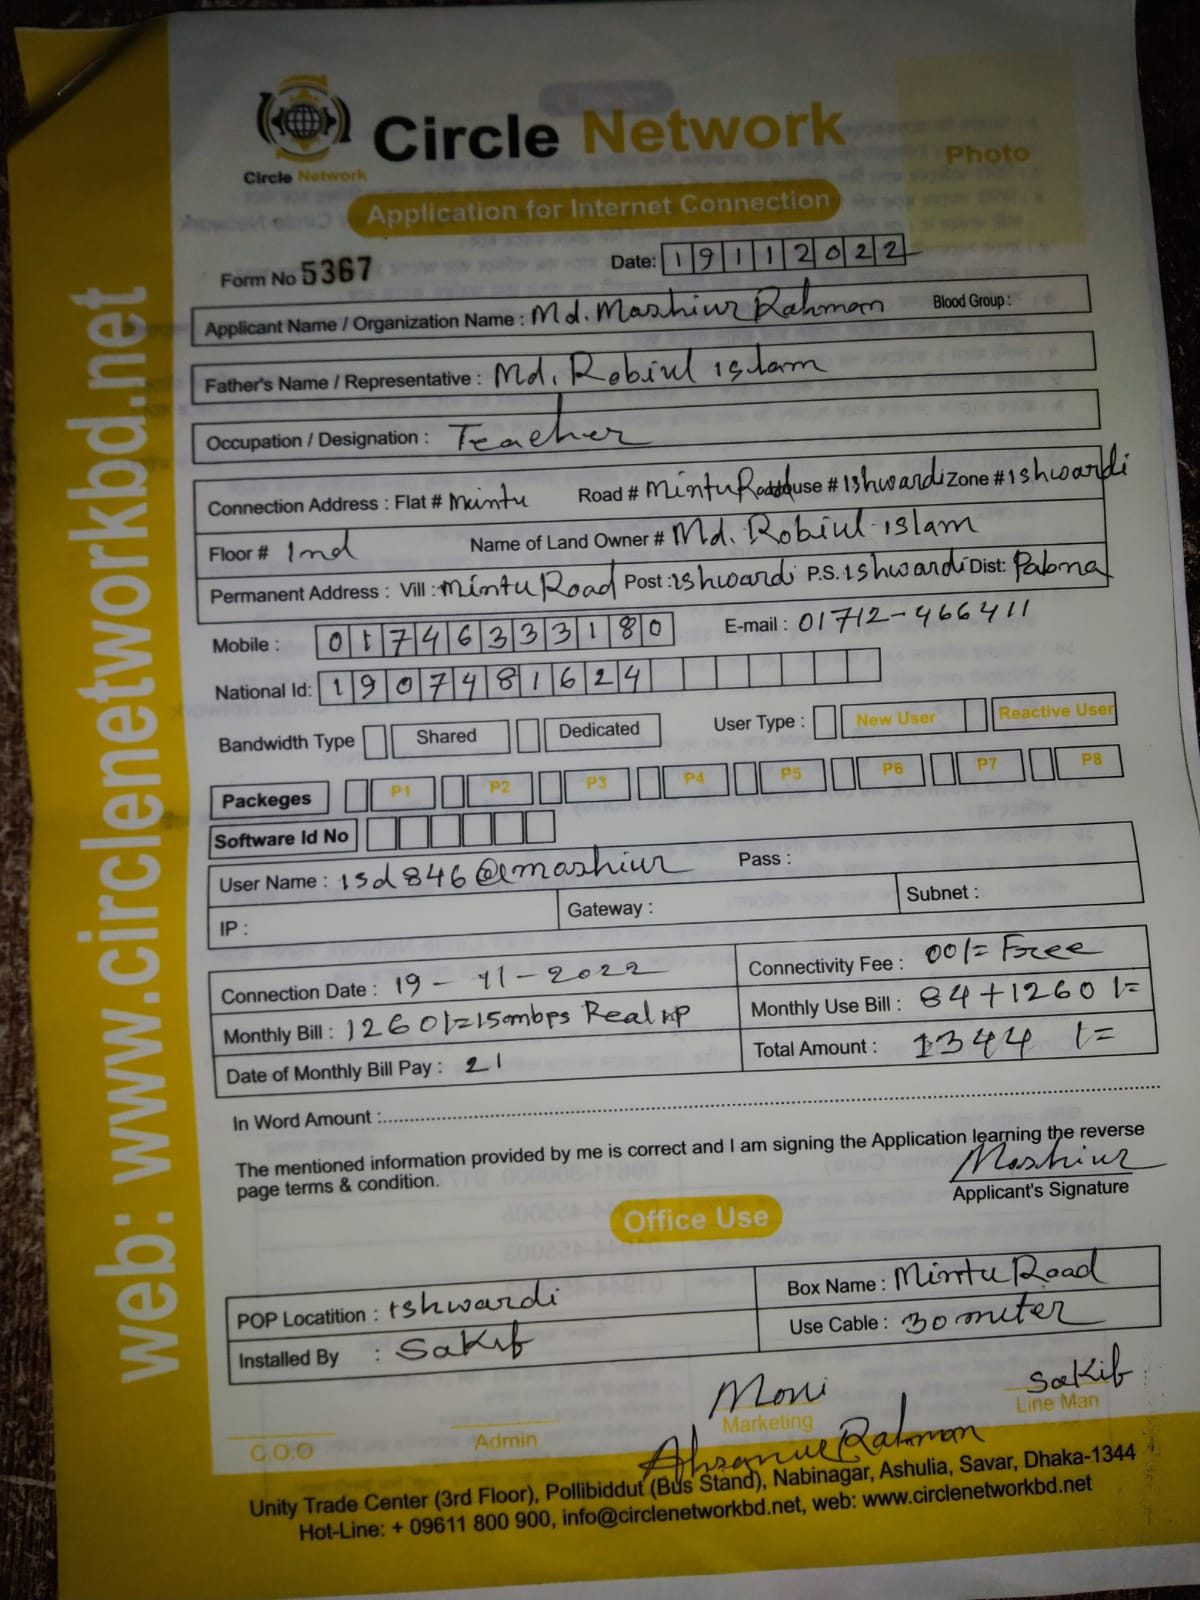 web: www.circlenetworkbd.net
Circle Network
Circle Network
Photo
Application for Internet Connection
Form No 5367 Date: 19112022
Applicant Name / Organization Name : Md. Mashiur Rahman Blood Group :
Father's Name / Representative : Md. Robiul islam
Occupation / Designation : Teacher
Connection Address : Flat # Mintu Road # Mintu Road use # Ishwardi Zone # Ishwardi
Floor # 1nd Name of Land Owner # Md. Robiul islam
Permanent Address : Vill : Mintu Road Post : ishwardi P.S. ishwardi Dist: Pabna
Mobile : 01746333180 E-mail : 01712-466411
National Id: 1907481624
Bandwidth Type Shared Dedicated User Type : New User Reactive User
Packeges P1 P2 P3 P4 P5 P6 P7 P8
Software Id No
User Name : isd846@mashiur Pass :
IP : Gateway : Subnet :
Connection Date : 19-11-2022 Connectivity Fee : 00/= Free
Monthly Bill : 1260/=15mbps Real ip Monthly Use Bill : 84+1260/=
Date of Monthly Bill Pay : 21 Total Amount : 1344 /=
In Word Amount :
The mentioned information provided by me is correct and I am signing the Application learning the reverse
page terms & condition.
Mashiur
Applicant's Signature
Office Use
POP Locatition : Ishwardi Box Name : Mintu Road
Installed By : Sakib Use Cable : 30 meter
Moni Sakib
C.O.O Admin Marketing Line Man
Rahman
Unity Trade Center (3rd Floor), Pollibiddut (Bus Stand), Nabinagar, Ashulia, Savar, Dhaka-1344
Hot-Line: + 09611 800 900, info@circlenetworkbd.net, web: www.circlenetworkbd.net